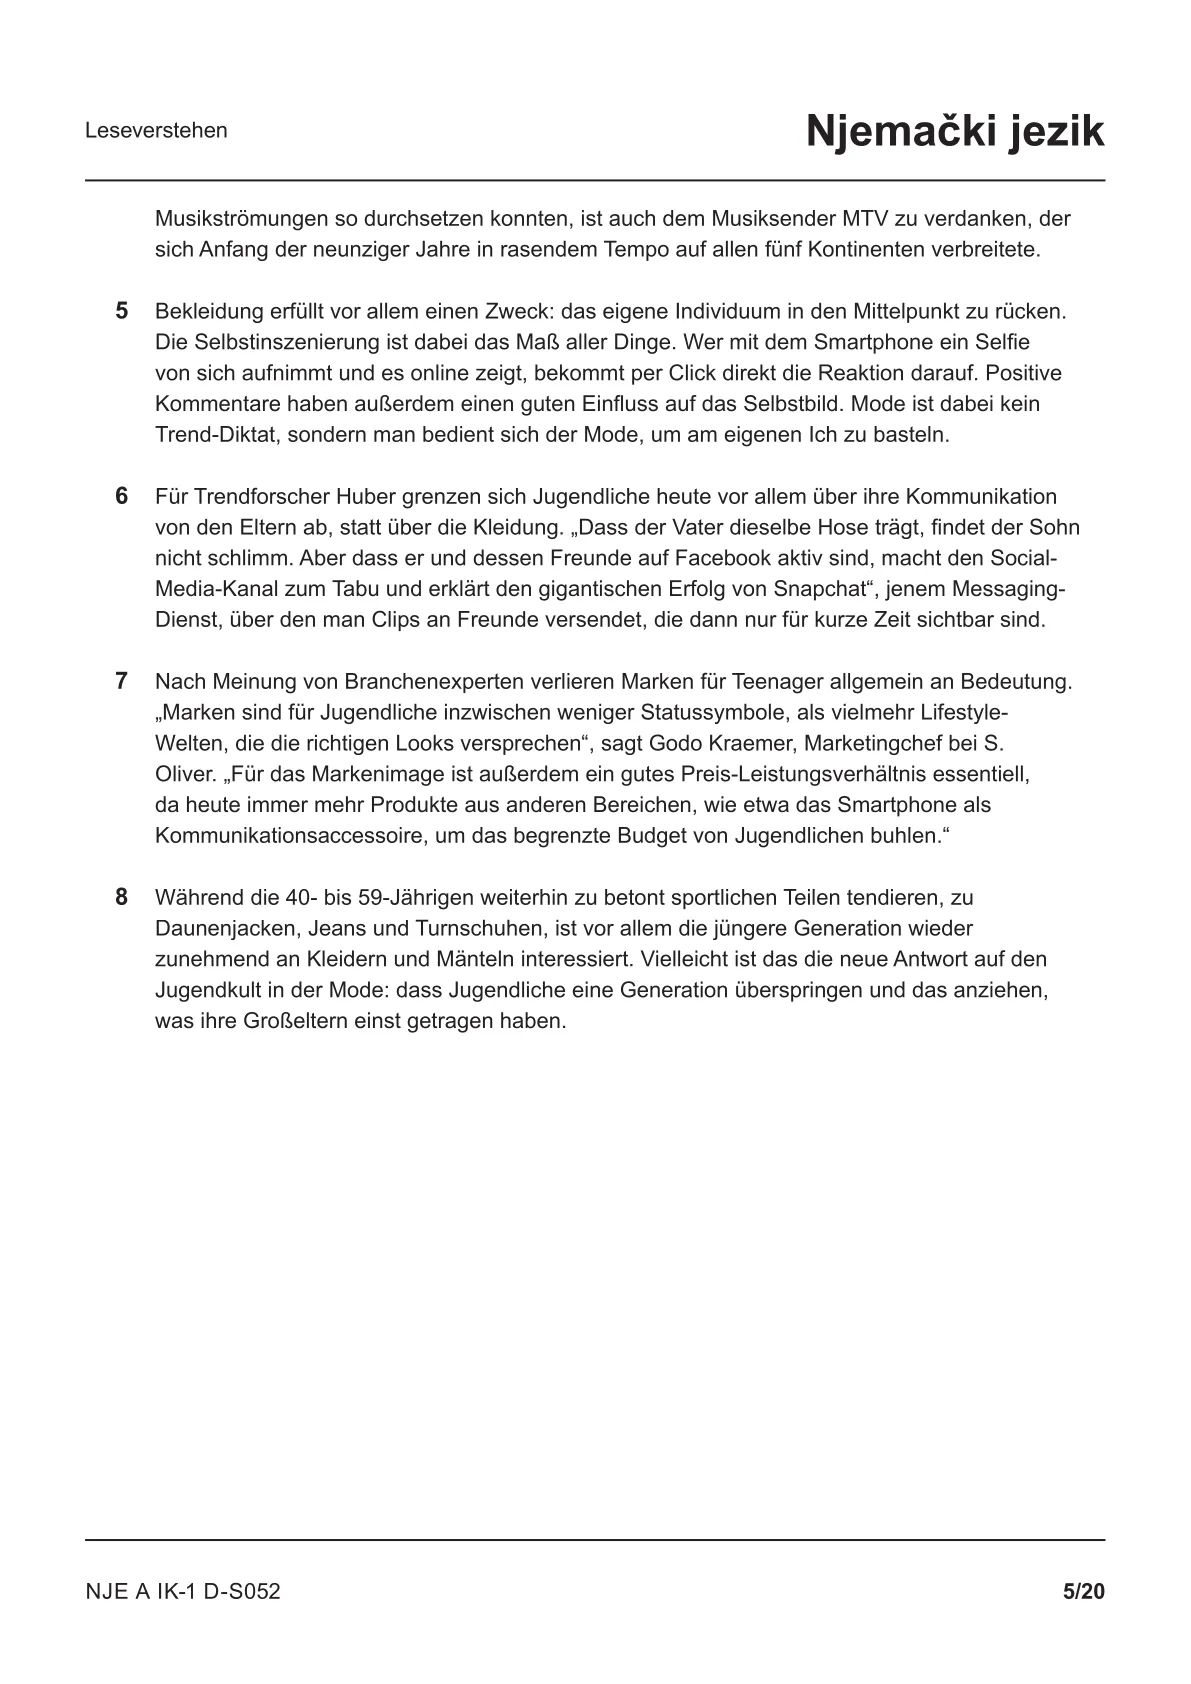 Leseverstehen
Njemački jezik
Musikströmungen so durchsetzen konnten, ist auch dem Musiksender MTV zu verdanken, der
sich Anfang der neunziger Jahre in rasendem Tempo auf allen fünf Kontinenten verbreitete.
5 Bekleidung erfüllt vor allem einen Zweck: das eigene Individuum in den Mittelpunkt zu rücken.
Die Selbstinszenierung ist dabei das Maß aller Dinge. Wer mit dem Smartphone ein Selfie
von sich aufnimmt und es online zeigt, bekommt per Click direkt die Reaktion darauf. Positive
Kommentare haben außerdem einen guten Einfluss auf das Selbstbild. Mode ist dabei kein
Trend-Diktat, sondern man bedient sich der Mode, um am eigenen Ich zu basteln.
6 Für Trendforscher Huber grenzen sich Jugendliche heute vor allem über ihre Kommunikation
von den Eltern ab, statt über die Kleidung. „Dass der Vater dieselbe Hose trägt, findet der Sohn
nicht schlimm. Aber dass er und dessen Freunde auf Facebook aktiv sind, macht den Social-
Media-Kanal zum Tabu und erklärt den gigantischen Erfolg von Snapchat“, jenem Messaging-
Dienst, über den man Clips an Freunde versendet, die dann nur für kurze Zeit sichtbar sind.
7 Nach Meinung von Branchenexperten verlieren Marken für Teenager allgemein an Bedeutung.
„Marken sind für Jugendliche inzwischen weniger Statussymbole, als vielmehr Lifestyle-
Welten, die die richtigen Looks versprechen“, sagt Godo Kraemer, Marketingchef bei S.
Oliver. „Für das Markenimage ist außerdem ein gutes Preis-Leistungsverhältnis essentiell,
da heute immer mehr Produkte aus anderen Bereichen, wie etwa das Smartphone als
Kommunikationsaccessoire, um das begrenzte Budget von Jugendlichen buhlen.“
8 Während die 40- bis 59-Jährigen weiterhin zu betont sportlichen Teilen tendieren, zu
Daunenjacken, Jeans und Turnschuhen, ist vor allem die jüngere Generation wieder
zunehmend an Kleidern und Mänteln interessiert. Vielleicht ist das die neue Antwort auf den
Jugendkult in der Mode: dass Jugendliche eine Generation überspringen und das anziehen,
was ihre Großeltern einst getragen haben.
NJE A IK-1 D-S052
5/20